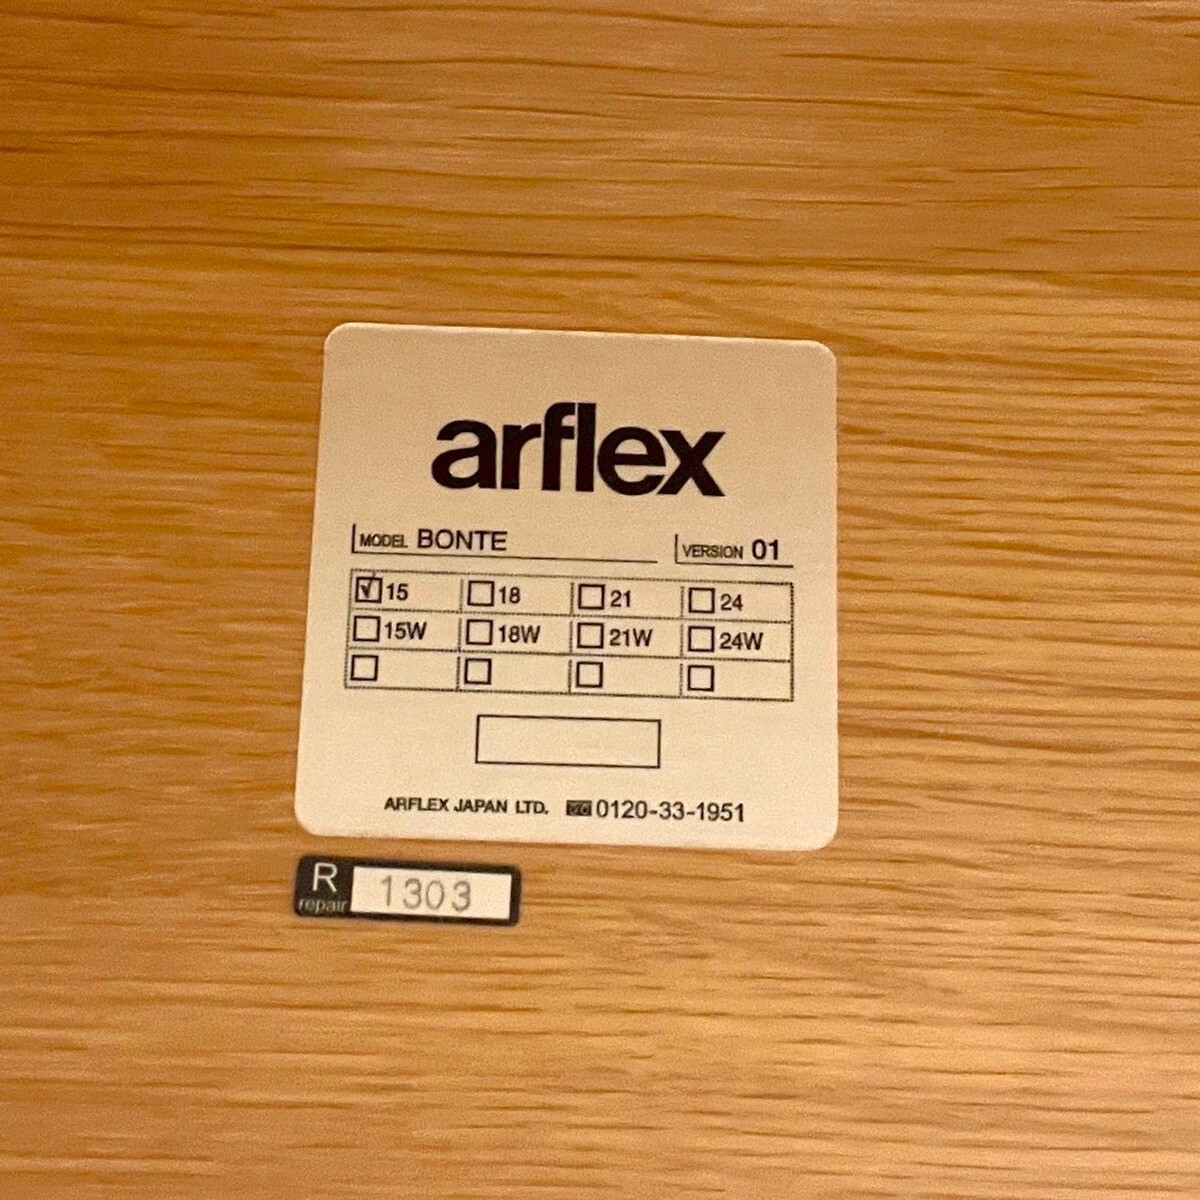 arflex
MODEL BONTE VERSION 01
15 18 21 24
15W 18W 21W 24W
ARFLEX JAPAN LTD. 0120-33-1951
R 1303
repair